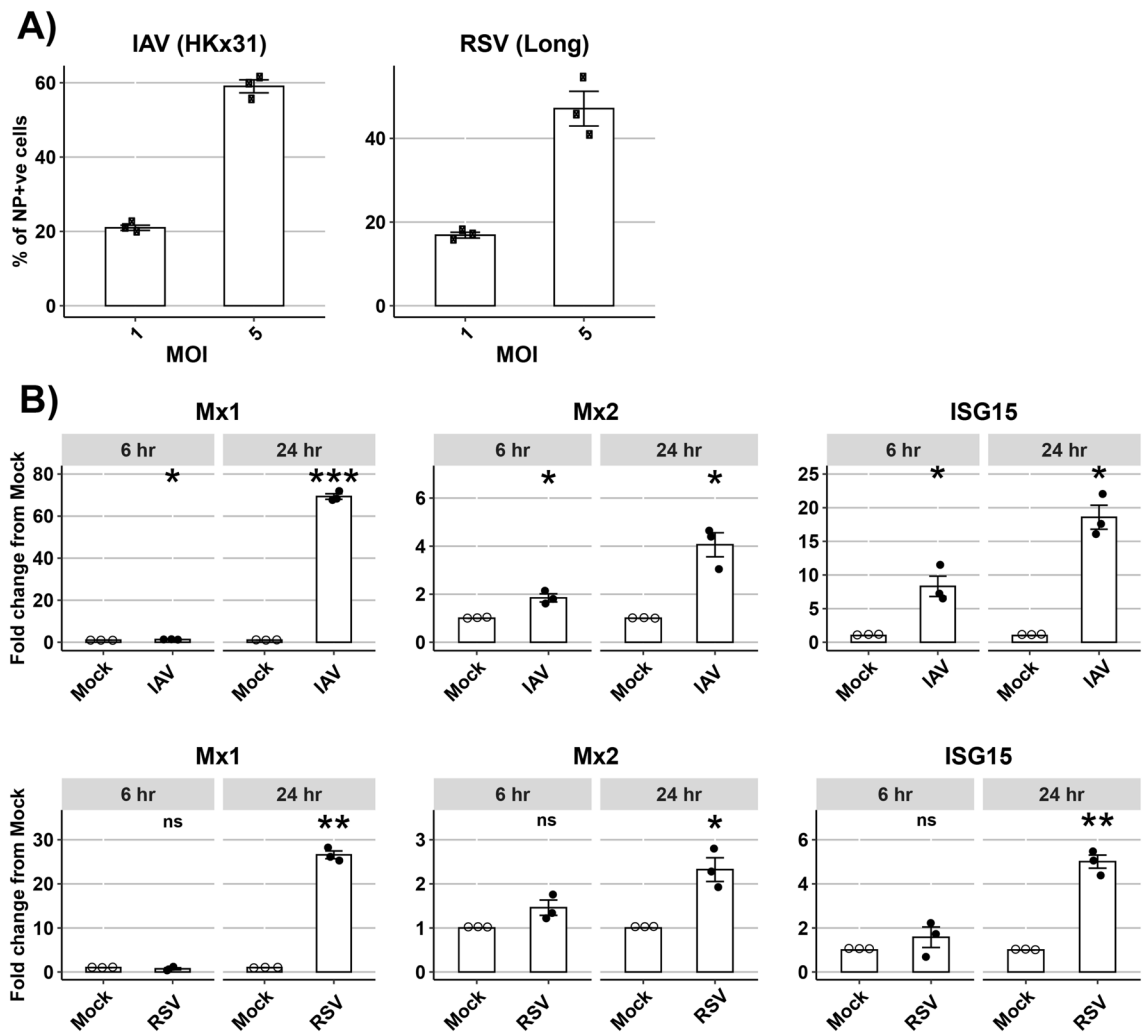 A)
IAV (HKx31)
RSV (Long)
% of NP+ve cells
60
40
20
0
1
5
MOI
40
20
0
1
5
MOI
B)
Mx1
Mx2
ISG15
6 hr
24 hr
6 hr
24 hr
6 hr
24 hr
Fold change from Mock
80
60
40
20
0
*
***
6
4
2
0
*
*
25
20
15
10
5
0
*
*
Mock
IAV
Mock
IAV
Mock
IAV
Mock
IAV
Mock
IAV
Mock
IAV
Mx1
Mx2
ISG15
6 hr
24 hr
6 hr
24 hr
6 hr
24 hr
Fold change from Mock
30
20
10
0
ns
**
3
2
1
0
ns
*
6
4
2
0
ns
**
Mock
RSV
Mock
RSV
Mock
RSV
Mock
RSV
Mock
RSV
Mock
RSV